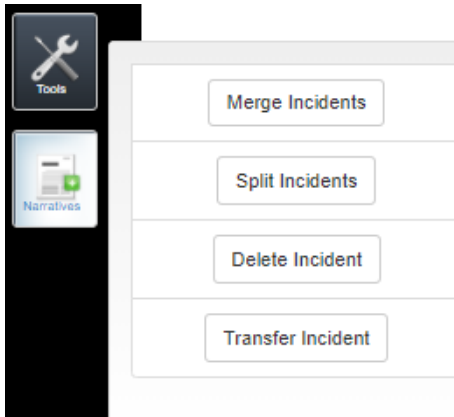 Tools
Narratives
Merge Incidents
Split Incidents
Delete Incident
Transfer Incident